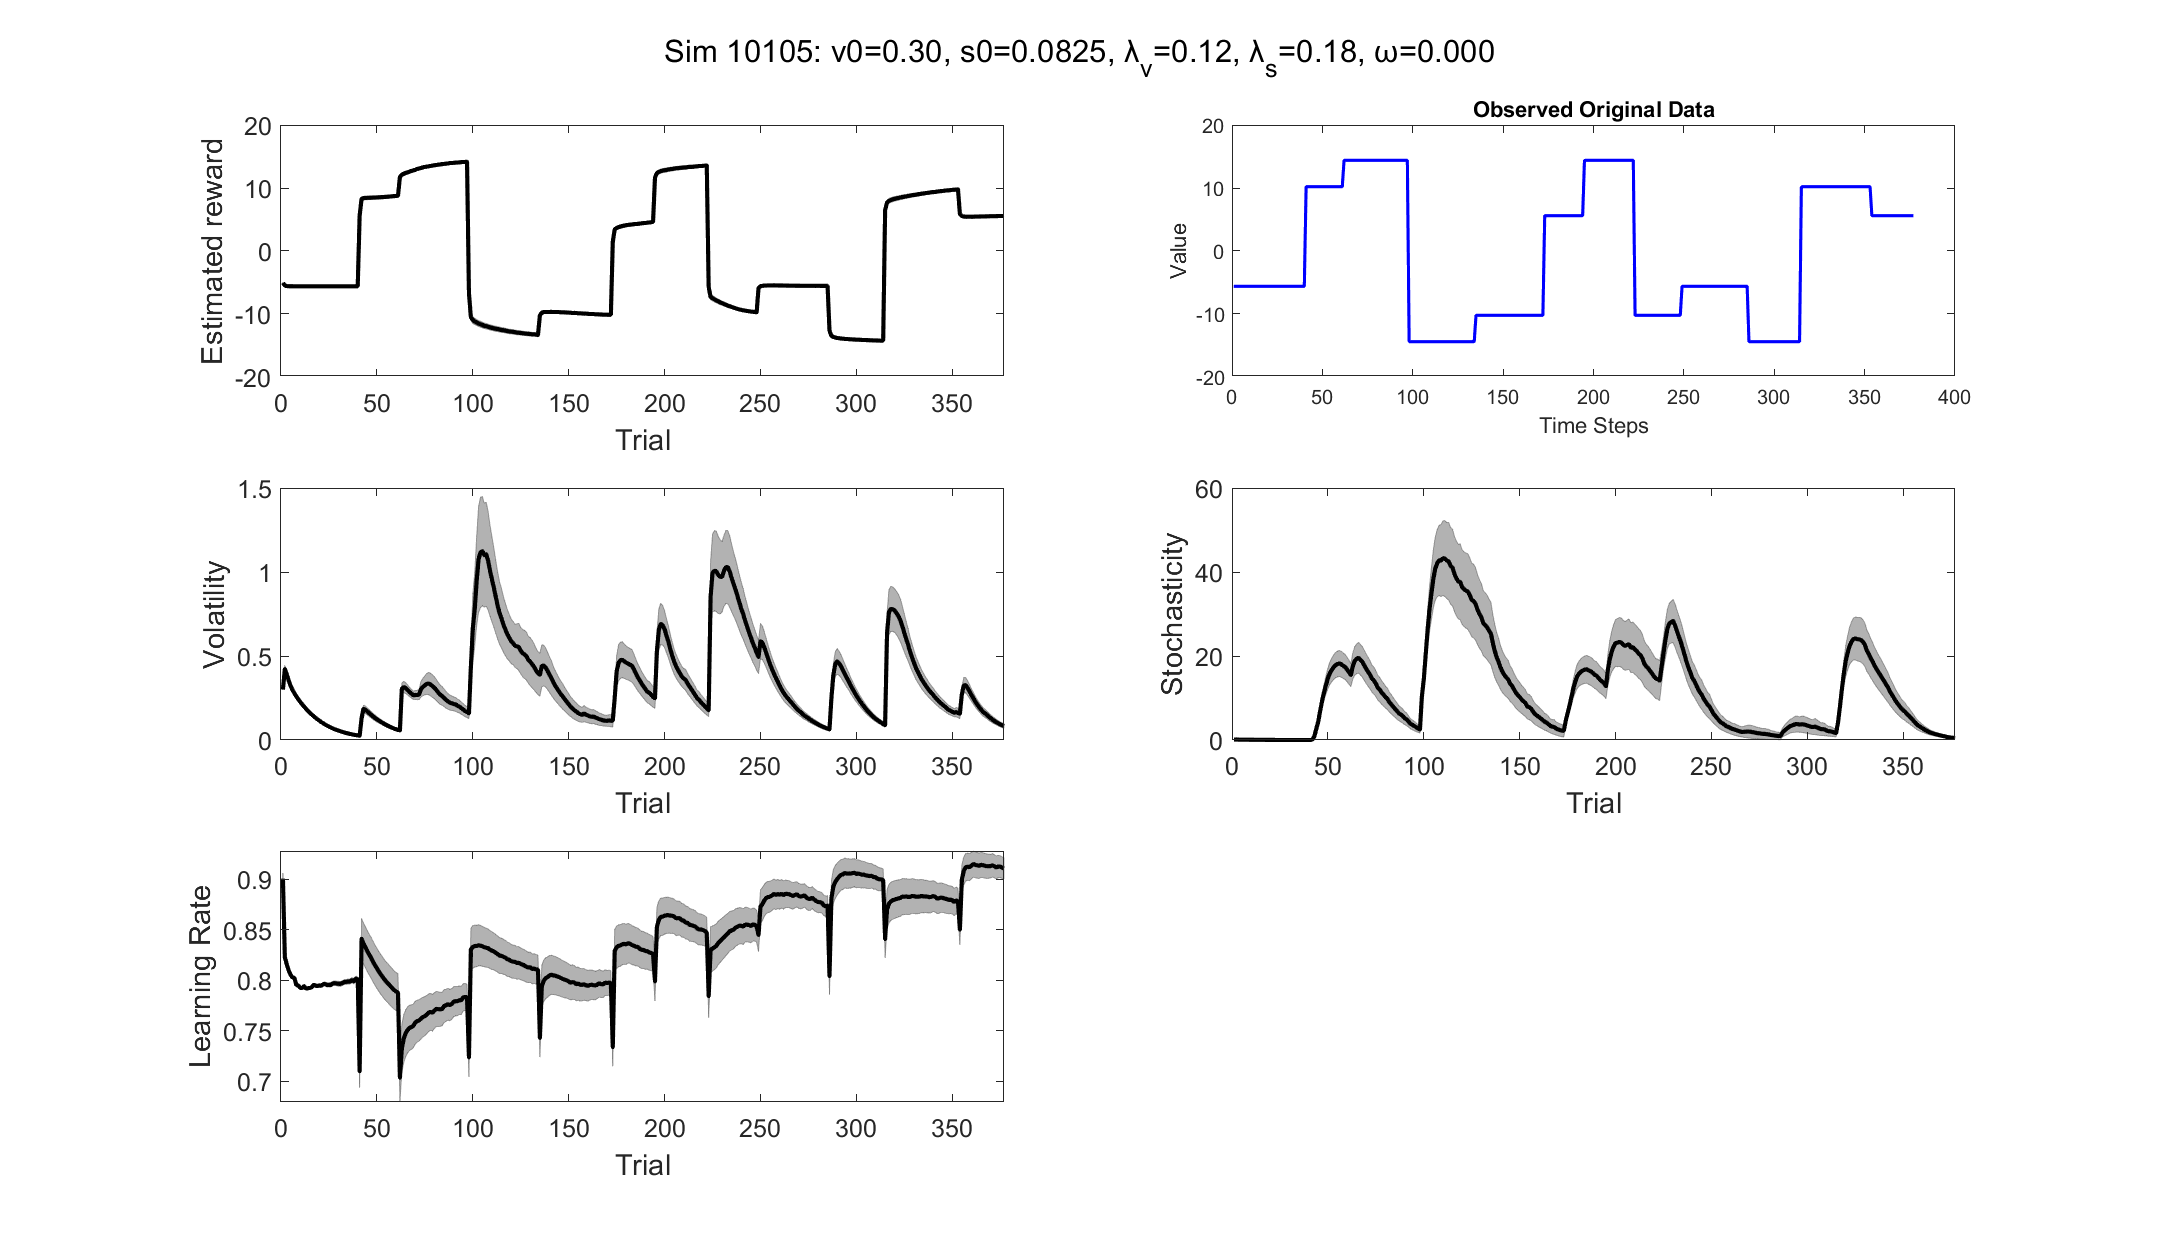 Sim 10105: v0=0.30, s0=0.0825, λ_v=0.12, λ_s=0.18, ω=0.000
Estimated reward
20
10
0
-10
-20
0 50 100 150 200 250 300 350
Trial
Observed Original Data
Value
20
10
0
-10
-20
0 50 100 150 200 250 300 350 400
Time Steps
Volatility
1.5
1
0.5
0
0 50 100 150 200 250 300 350
Trial
Stochasticity
60
40
20
0
0 50 100 150 200 250 300 350
Trial
Learning Rate
0.9
0.85
0.8
0.75
0.7
0 50 100 150 200 250 300 350
Trial